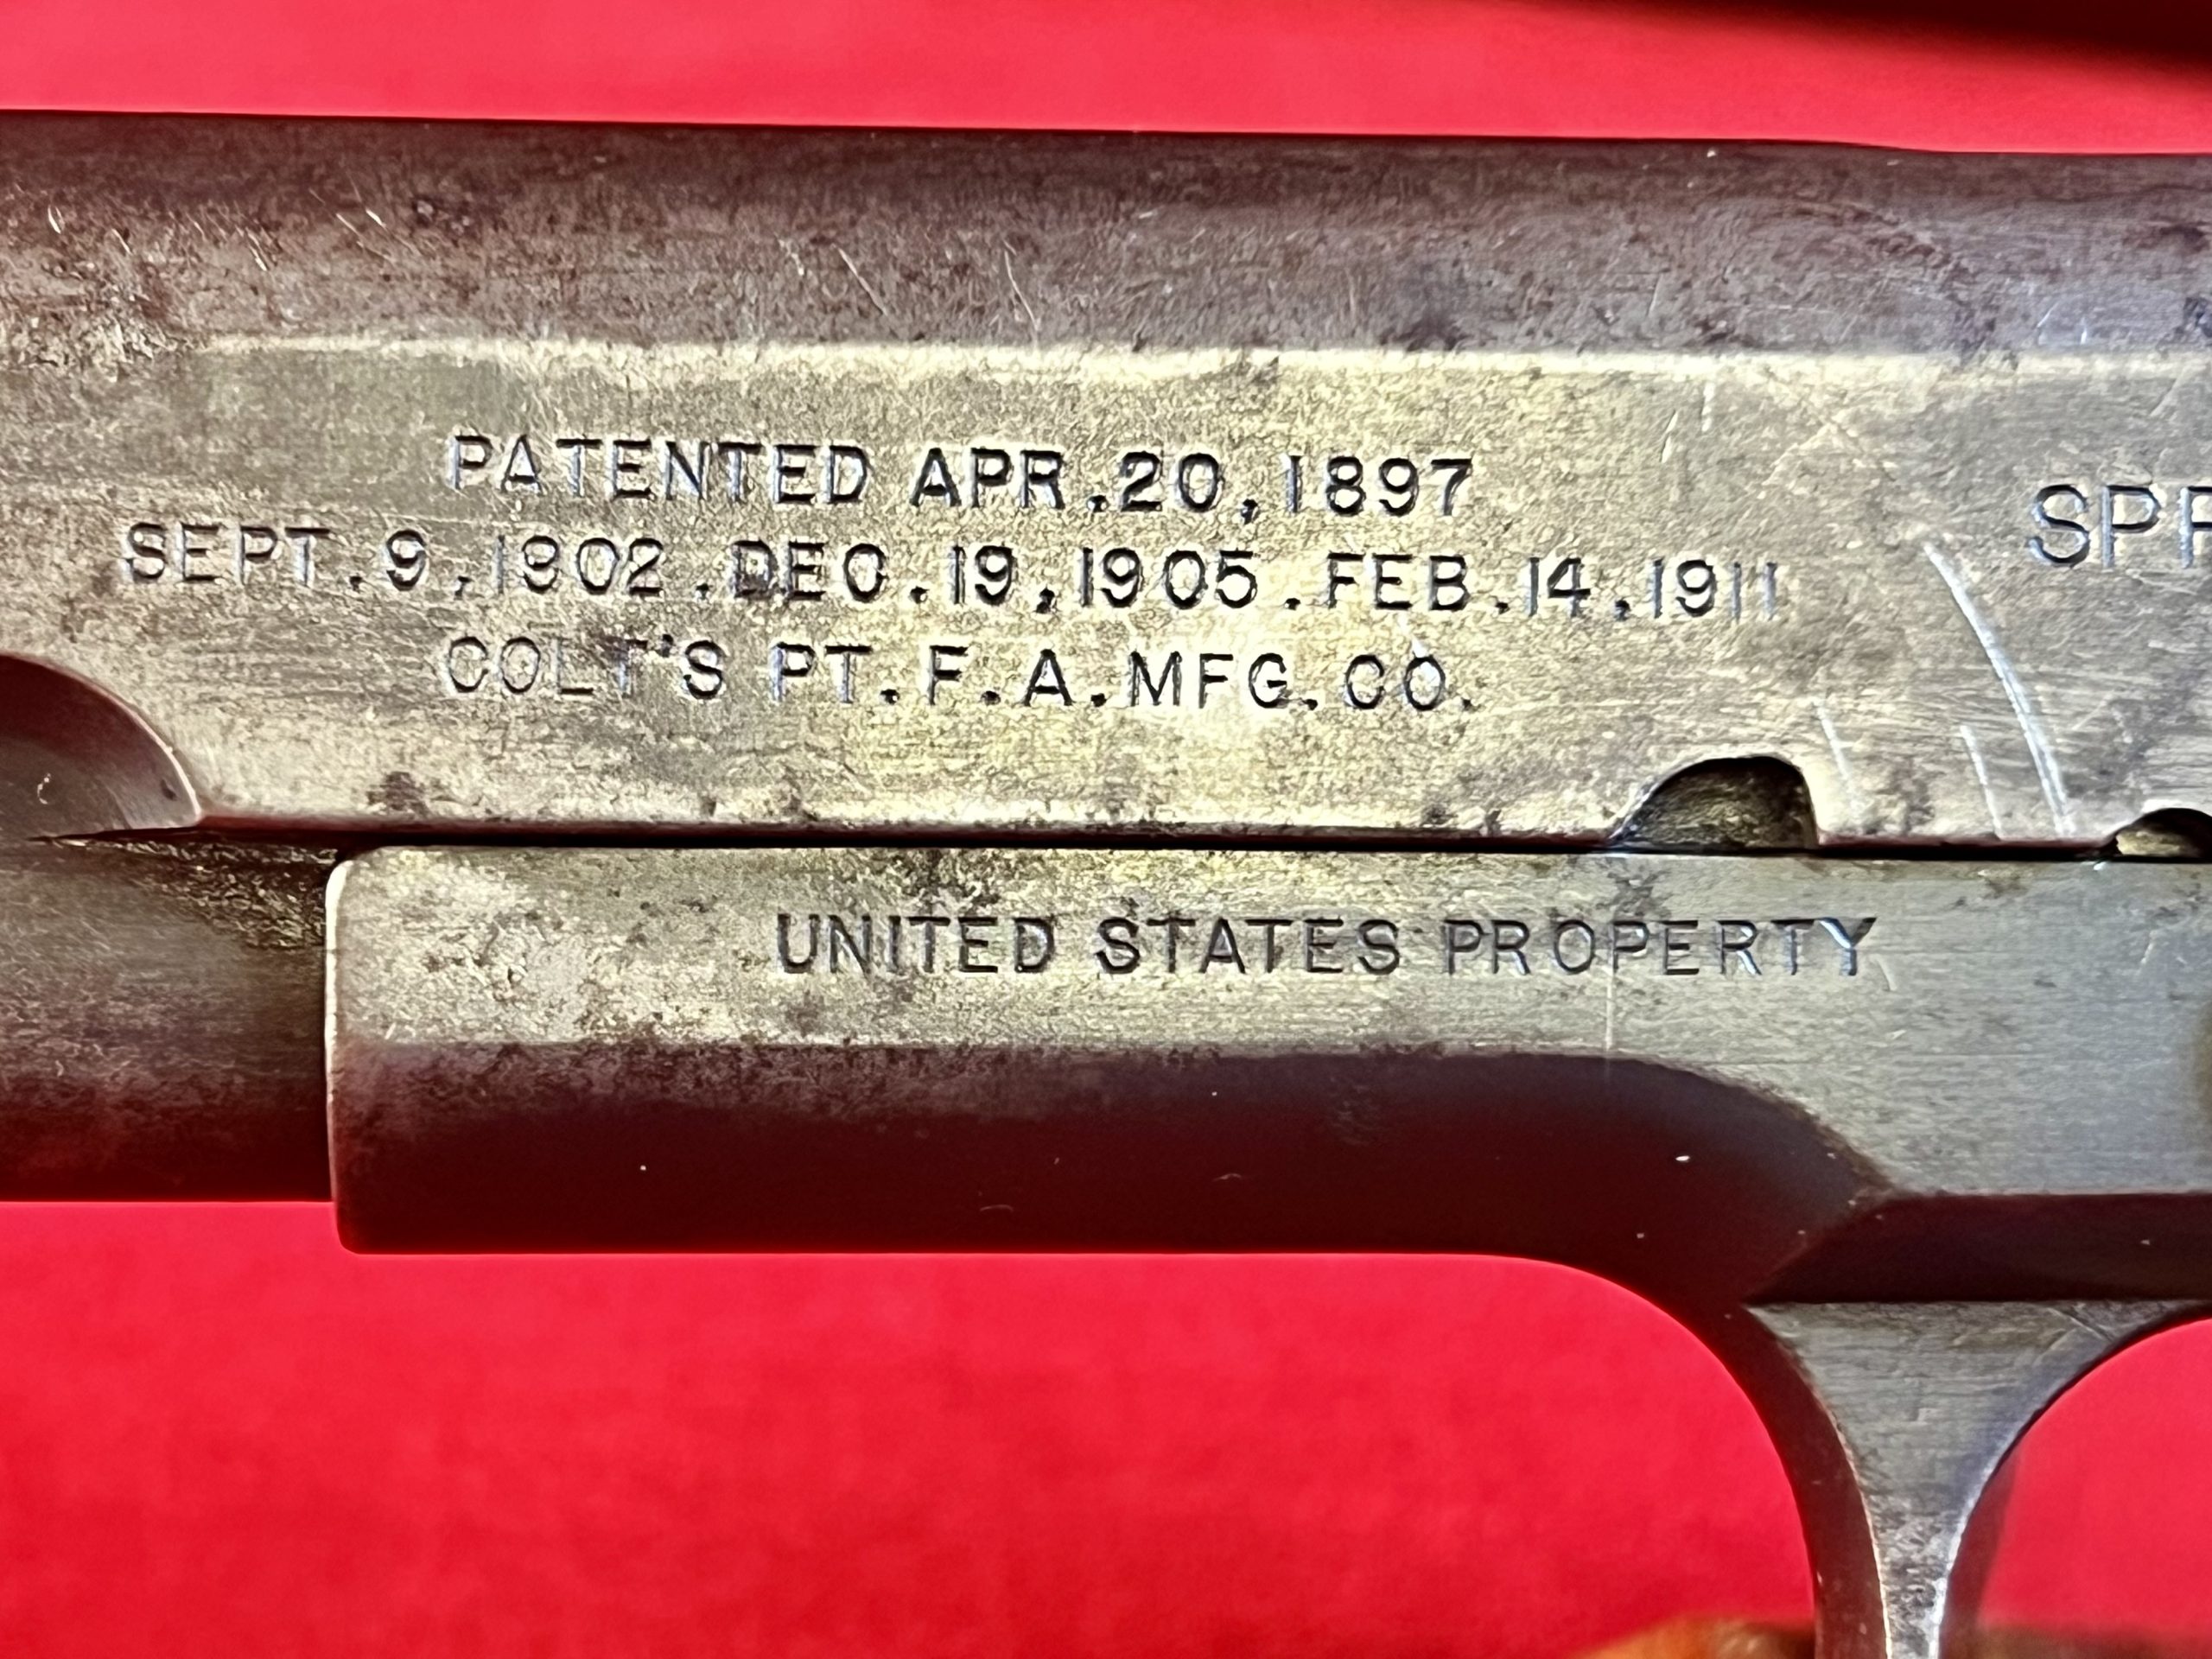 PATENTED APR.20,1897
SEPT.9,1902.DEC.19,1905.FEB.14,1911
COLT'S PT.F.A.MFG.CO.
UNITED STATES PROPERTY